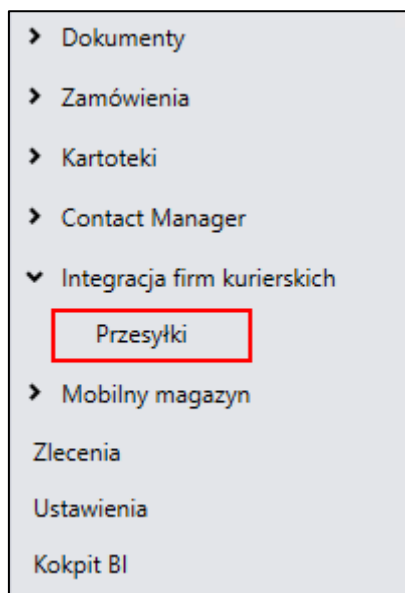 Dokumenty
Zamówienia
Kartoteki
Contact Manager
Integracja firm kurierskich
Przesyłki
Mobilny magazyn
Zlecenia
Ustawienia
Kokpit BI